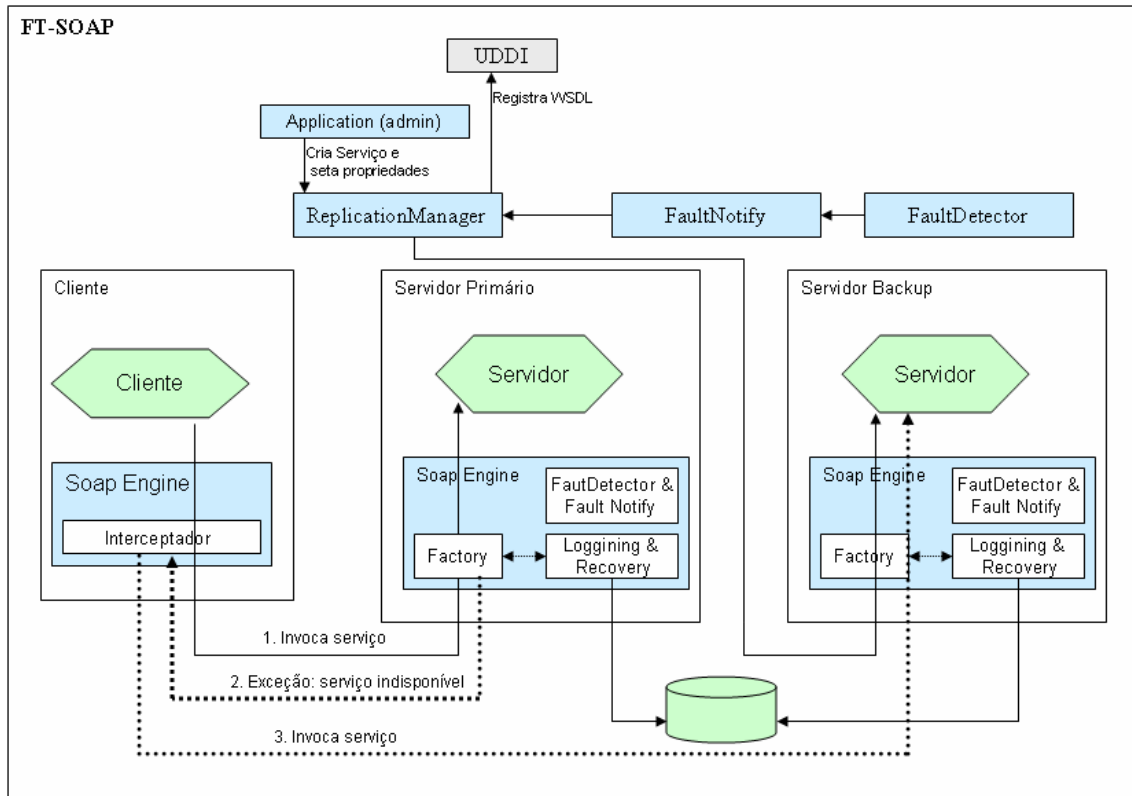 FT-SOAP
UDDI
Registra WSDL
Application (admin)
Cria Serviço e
seta propriedades
ReplicationManager
FaultNotify
FaultDetector
Cliente
Servidor Primário
Servidor Backup
Cliente
Servidor
Servidor
Soap Engine
Interceptador
Soap Engine
FautDetector &
Fault Notify
Factory
Loggining &
Recovery
Soap Engine
FautDetector &
Fault Notify
Factory
Loggining &
Recovery
1. Invoca serviço
2. Exceção: serviço indisponível
3. Invoca serviço